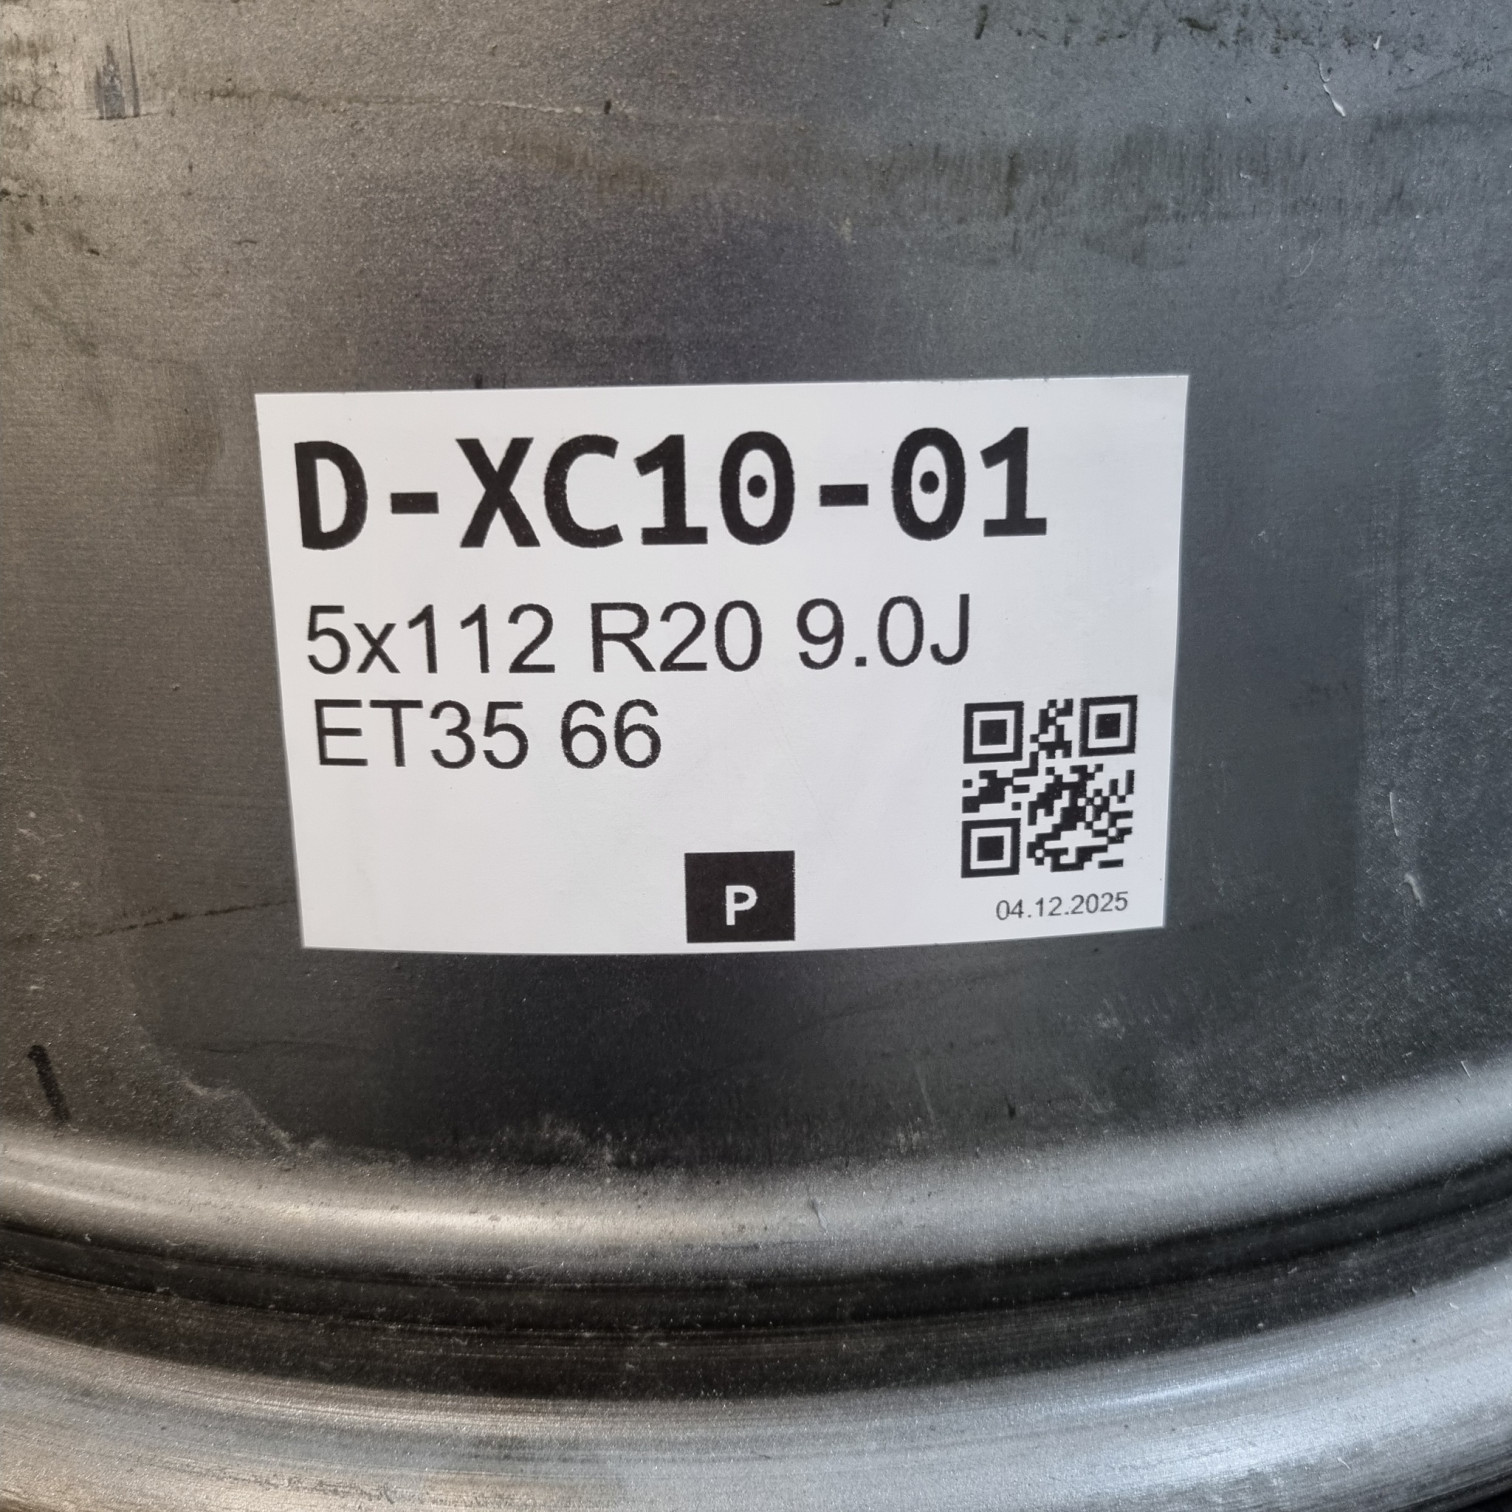 D-XC10-01
5x112 R20 9.0J
ET35 66
P
04.12.2025